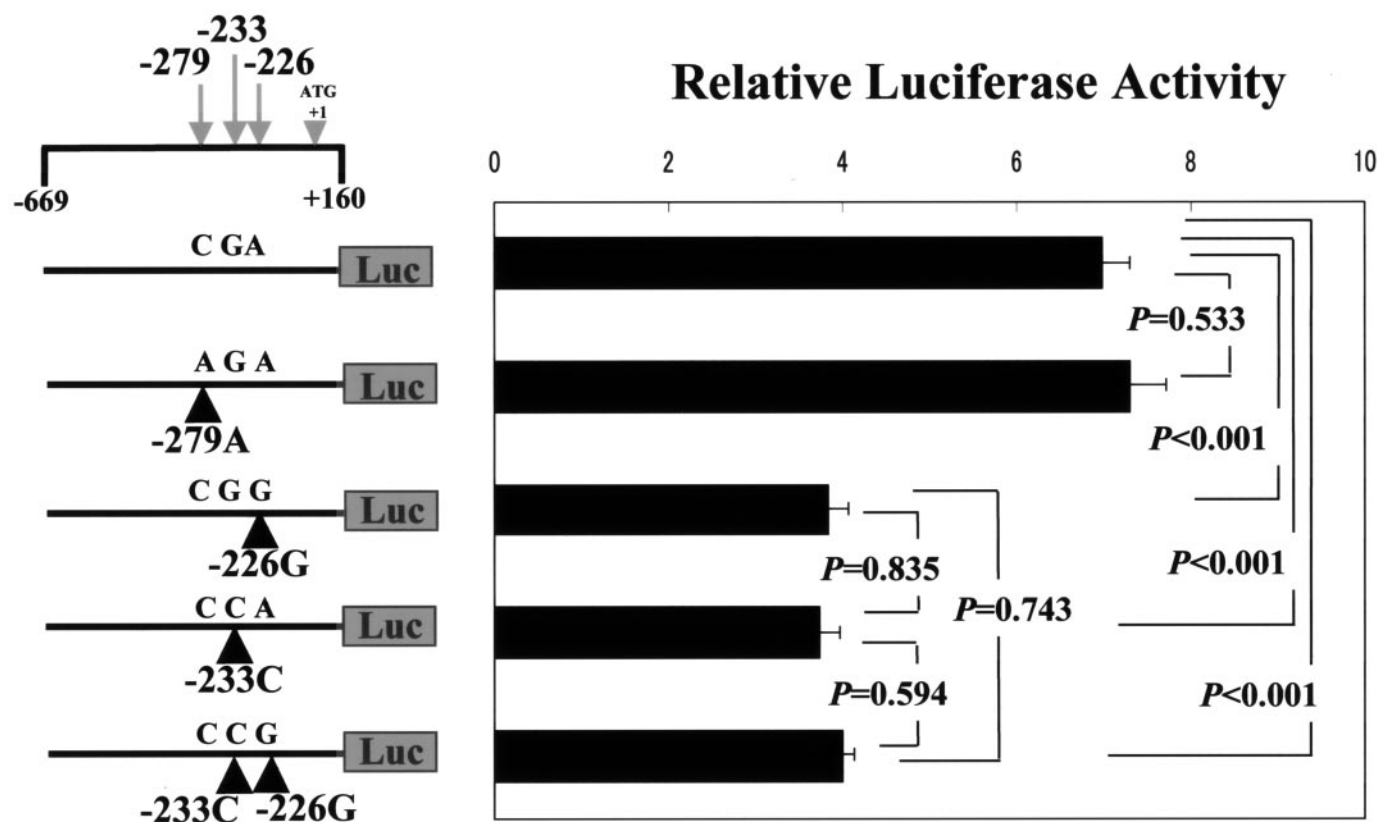 -233
-279
-226
ATG
+1
-669
+160
Relative Luciferase Activity
0 2 4 6 8 10
C GA
Luc
P=0.533
A G A
Luc
-279A
P<0.001
C G G
Luc
-226G
P=0.835
P<0.001
C C A
Luc
-233C
P=0.743
P=0.594
P<0.001
C C G
Luc
-233C
-226G